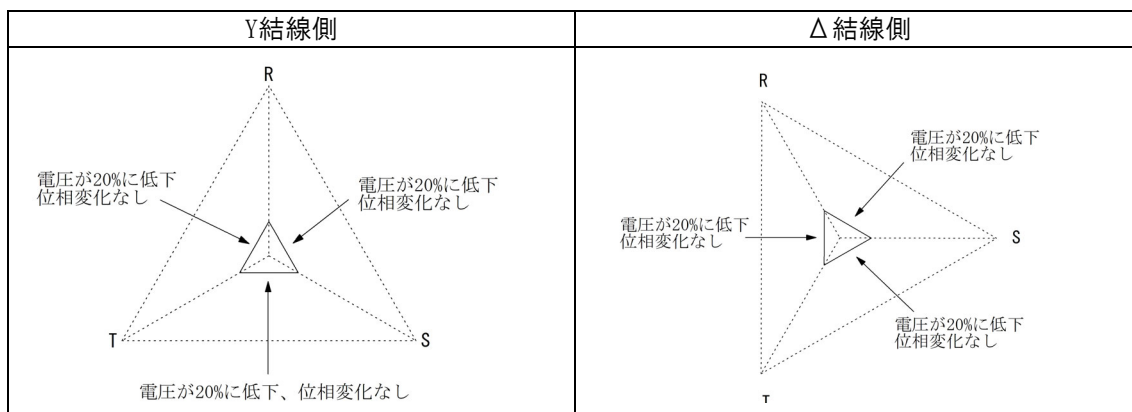 Y結線側
Δ結線側
R
電圧が20%に低下
位相変化なし
電圧が20%に低下
位相変化なし
T
S
電圧が20%に低下、位相変化なし
R
電圧が20%に低下
位相変化なし
電圧が20%に低下
位相変化なし
S
電圧が20%に低下
位相変化なし
T